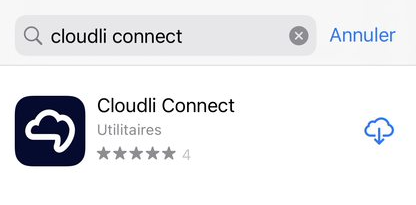 cloudli connect
Annuler
Cloudli Connect
Utilitaires
4